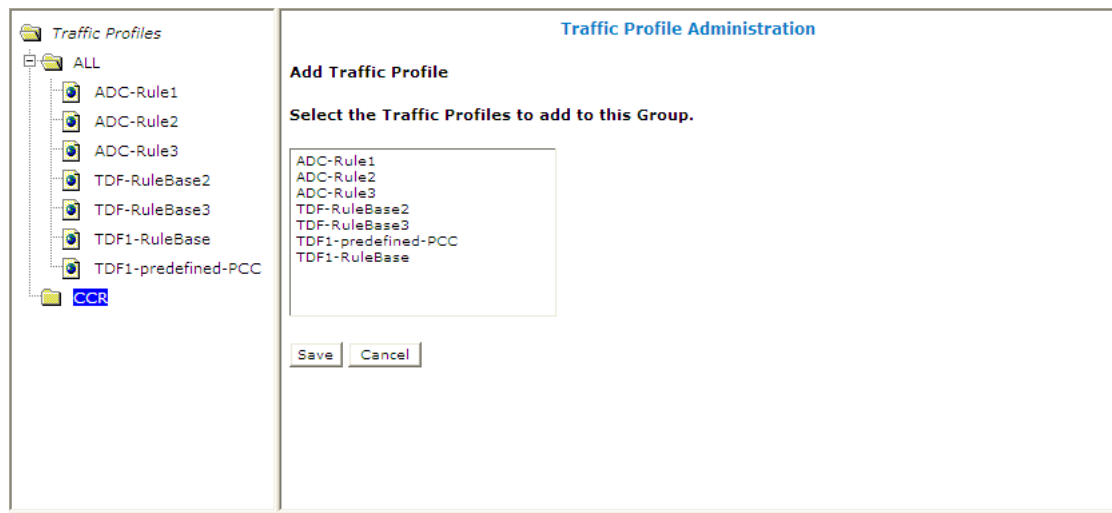 Traffic Profiles
ALL
ADC-Rule1
ADC-Rule2
ADC-Rule3
TDF-RuleBase2
TDF-RuleBase3
TDF1-RuleBase
TDF1-predefined-PCC
CCR
Traffic Profile Administration
Add Traffic Profile
Select the Traffic Profiles to add to this Group.
ADC-Rule1
ADC-Rule2
ADC-Rule3
TDF-RuleBase2
TDF-RuleBase3
TDF1-predefined-PCC
TDF1-RuleBase
Save Cancel